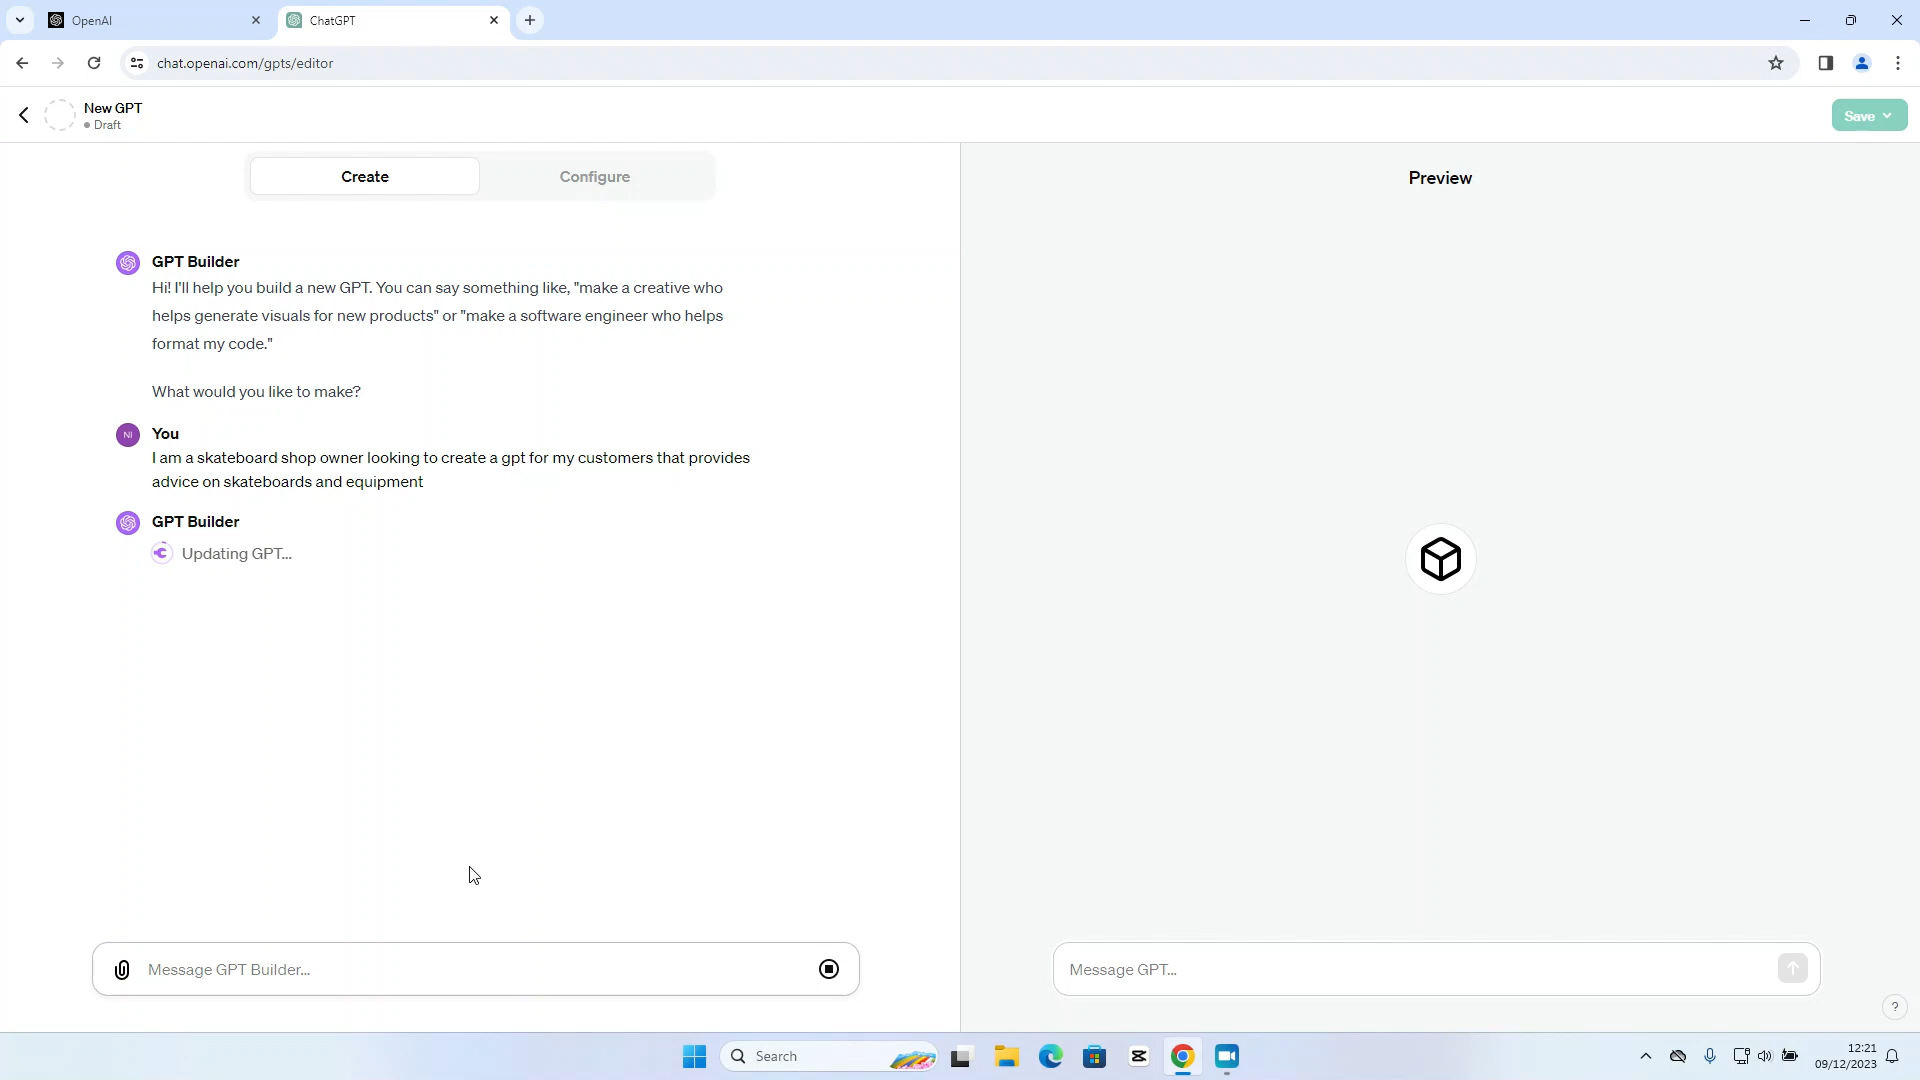 OpenAI
ChatGPT
chat.openai.com/gpts/editor
New GPT
Draft
Save
Create
Configure
Preview
GPT Builder
Hi! I'll help you build a new GPT. You can say something like, "make a creative who
helps generate visuals for new products" or "make a software engineer who helps
format my code."
What would you like to make?
NI
You
I am a skateboard shop owner looking to create a gpt for my customers that provides
advice on skateboards and equipment
GPT Builder
Updating GPT...
Message GPT Builder...
Message GPT...
?
Search
12:21
09/12/2023